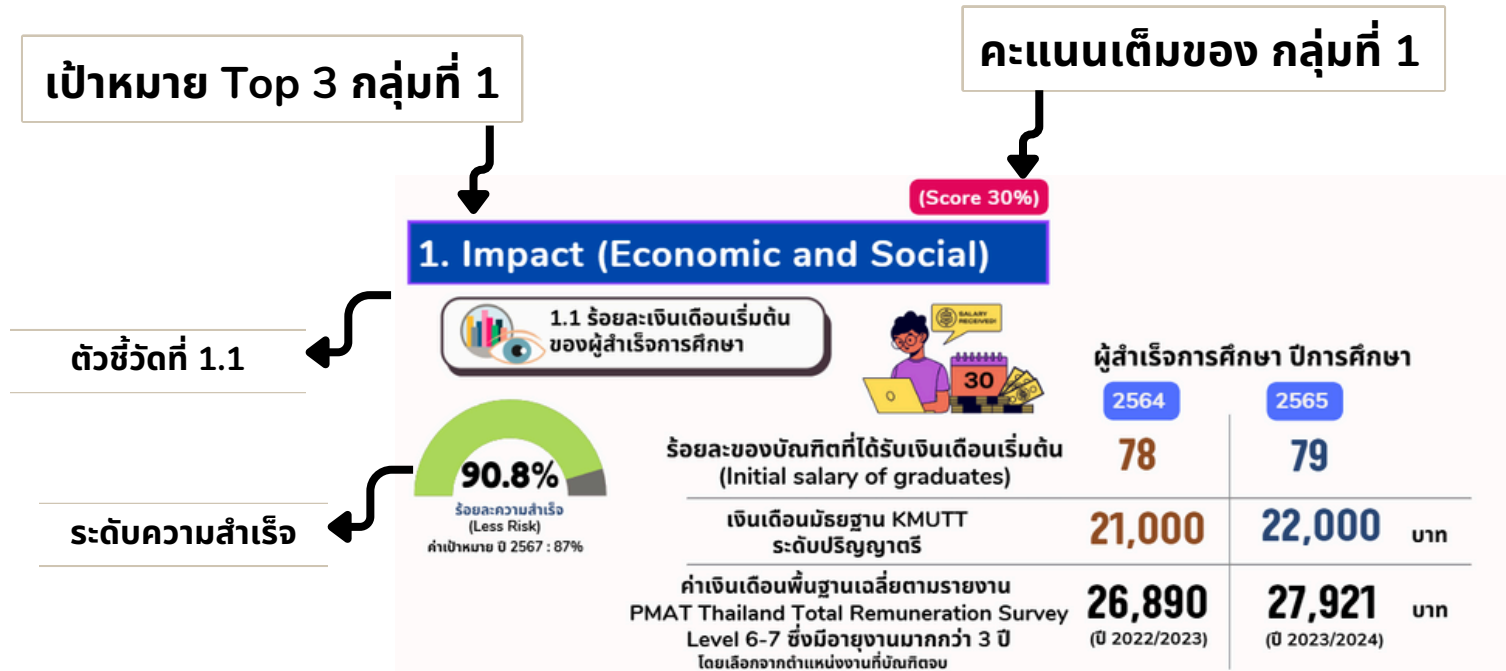 เป้าหมาย Top 3 กลุ่มที่ 1
คะแนนเต็มของ กลุ่มที่ 1
(Score 30%)
1. Impact (Economic and Social)
ตัวชี้วัดที่ 1.1
1.1 ร้อยละเงินเดือนเริ่มต้น
ของผู้สำเร็จการศึกษา
SALARY
RECEIVED!
30
ผู้สำเร็จการศึกษา ปีการศึกษา
2564 2565
ร้อยละของบัณฑิตที่ได้รับเงินเดือนเริ่มต้น
(Initial salary of graduates)
78 79
ระดับความสำเร็จ
90.8%
ร้อยละความสำเร็จ
(Less Risk)
ค่าเป้าหมาย ปี 2567 : 87%
เงินเดือนมัธยฐาน KMUTT
ระดับปริญญาตรี
21,000 22,000 บาท
ค่าเงินเดือนพื้นฐานเฉลี่ยตามรายงาน
PMAT Thailand Total Remuneration Survey
Level 6-7 ซึ่งมีอายุงานมากกว่า 3 ปี
โดยเลือกจากตำแหน่งงานที่บัณฑิตจบ
26,890 27,921 บาท
(ปี 2022/2023) (ปี 2023/2024)